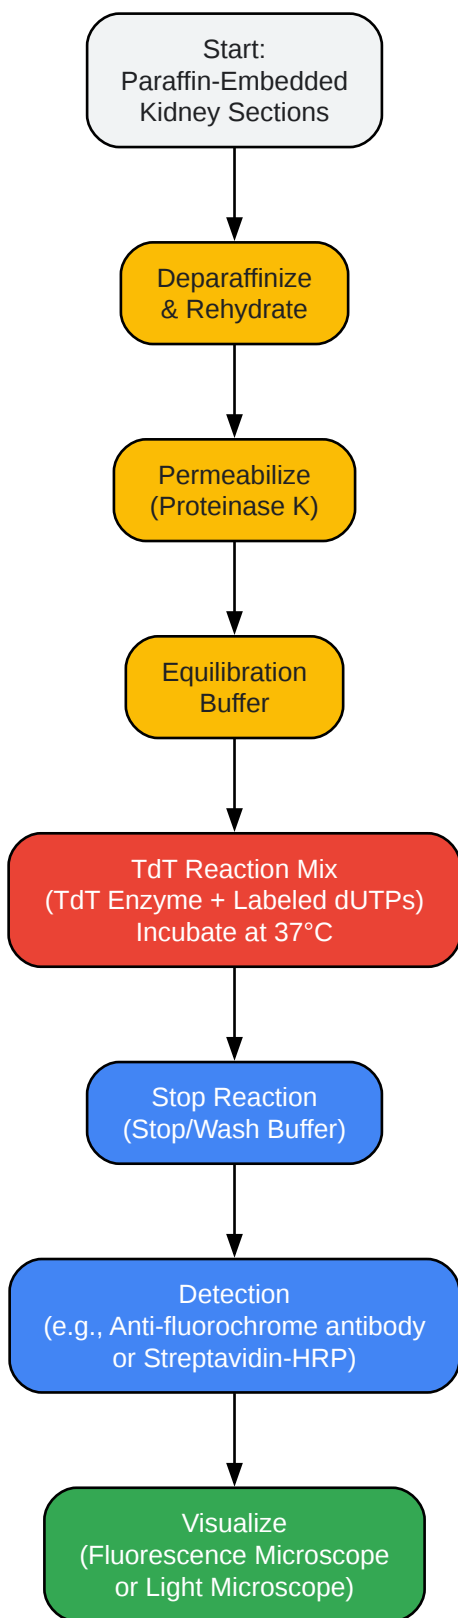 Start:
Paraffin-Embedded
Kidney Sections
Deparaffinize
& Rehydrate
Permeabilize
(Proteinase K)
Equilibration
Buffer
TdT Reaction Mix
(TdT Enzyme + Labeled dUTPs)
Incubate at 37°C
Stop Reaction
(Stop/Wash Buffer)
Detection
(e.g., Anti-fluorochrome antibody
or Streptavidin-HRP)
Visualize
(Fluorescence Microscope
or Light Microscope)